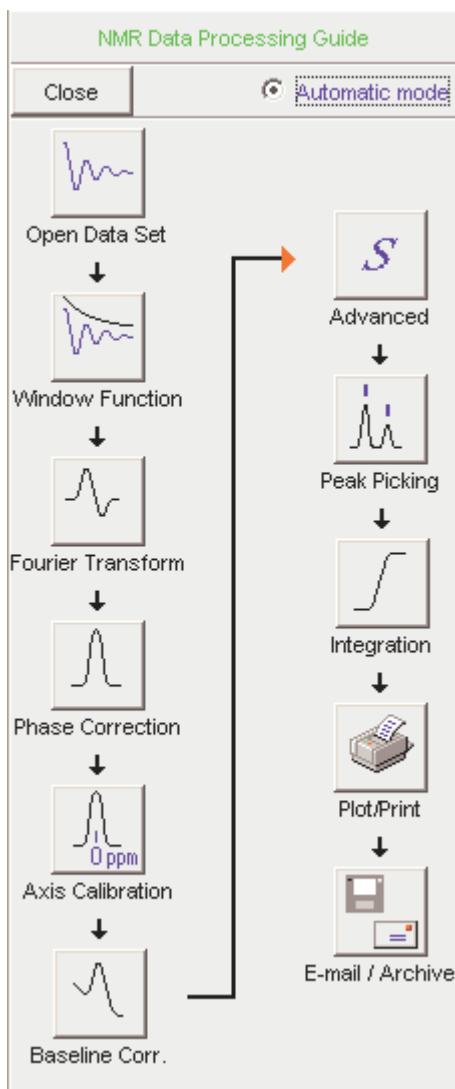 NMR Data Processing Guide
Close
Automatic mode
Open Data Set
Window Function
Fourier Transform
Phase Correction
0 ppm
Axis Calibration
Baseline Corr.
S
Advanced
Peak Picking
Integration
Plot/Print
E-mail / Archive